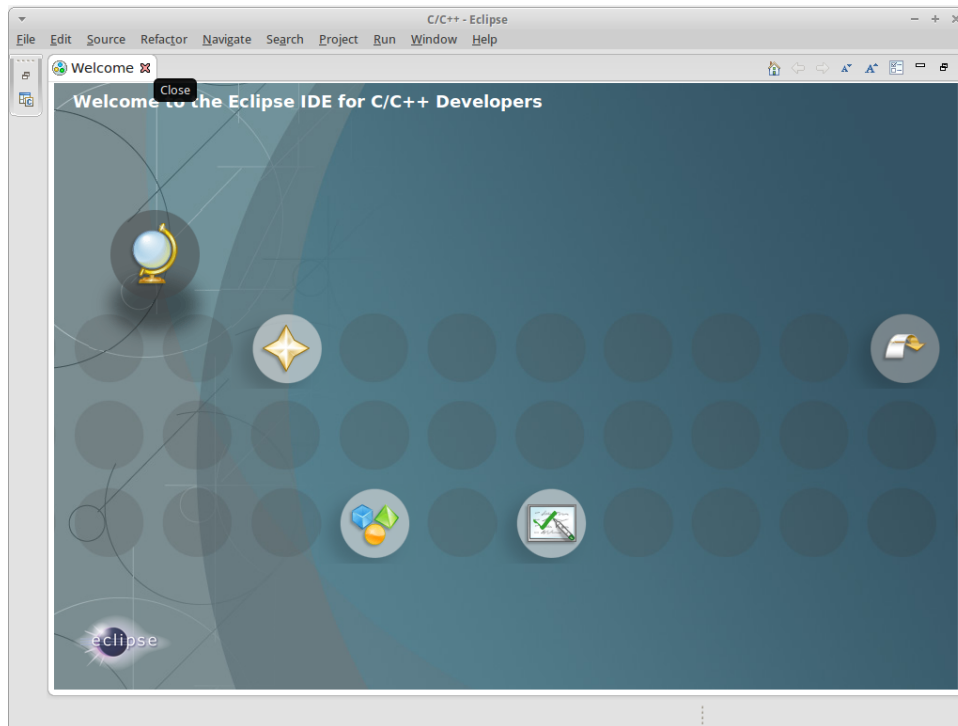 C/C++ - Eclipse
File Edit Source Refactor Navigate Search Project Run Window Help
Welcome
Close
Welcome to the Eclipse IDE for C/C++ Developers
eclipse